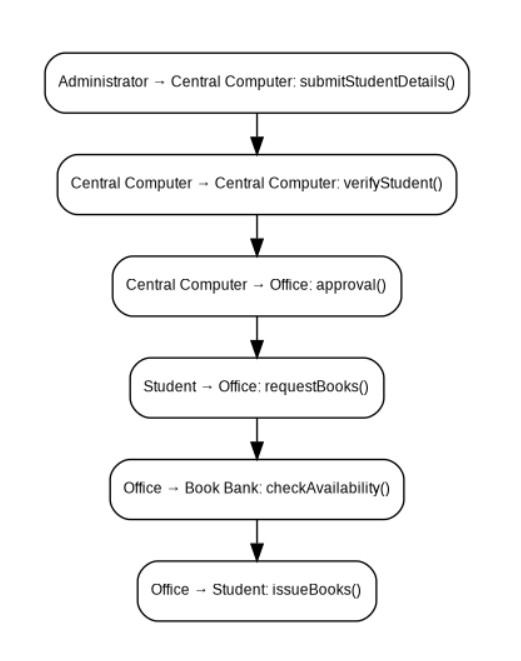 Administrator → Central Computer: submitStudentDetails()
Central Computer → Central Computer: verifyStudent()
Central Computer → Office: approval()
Student → Office: requestBooks()
Office → Book Bank: checkAvailability()
Office → Student: issueBooks()